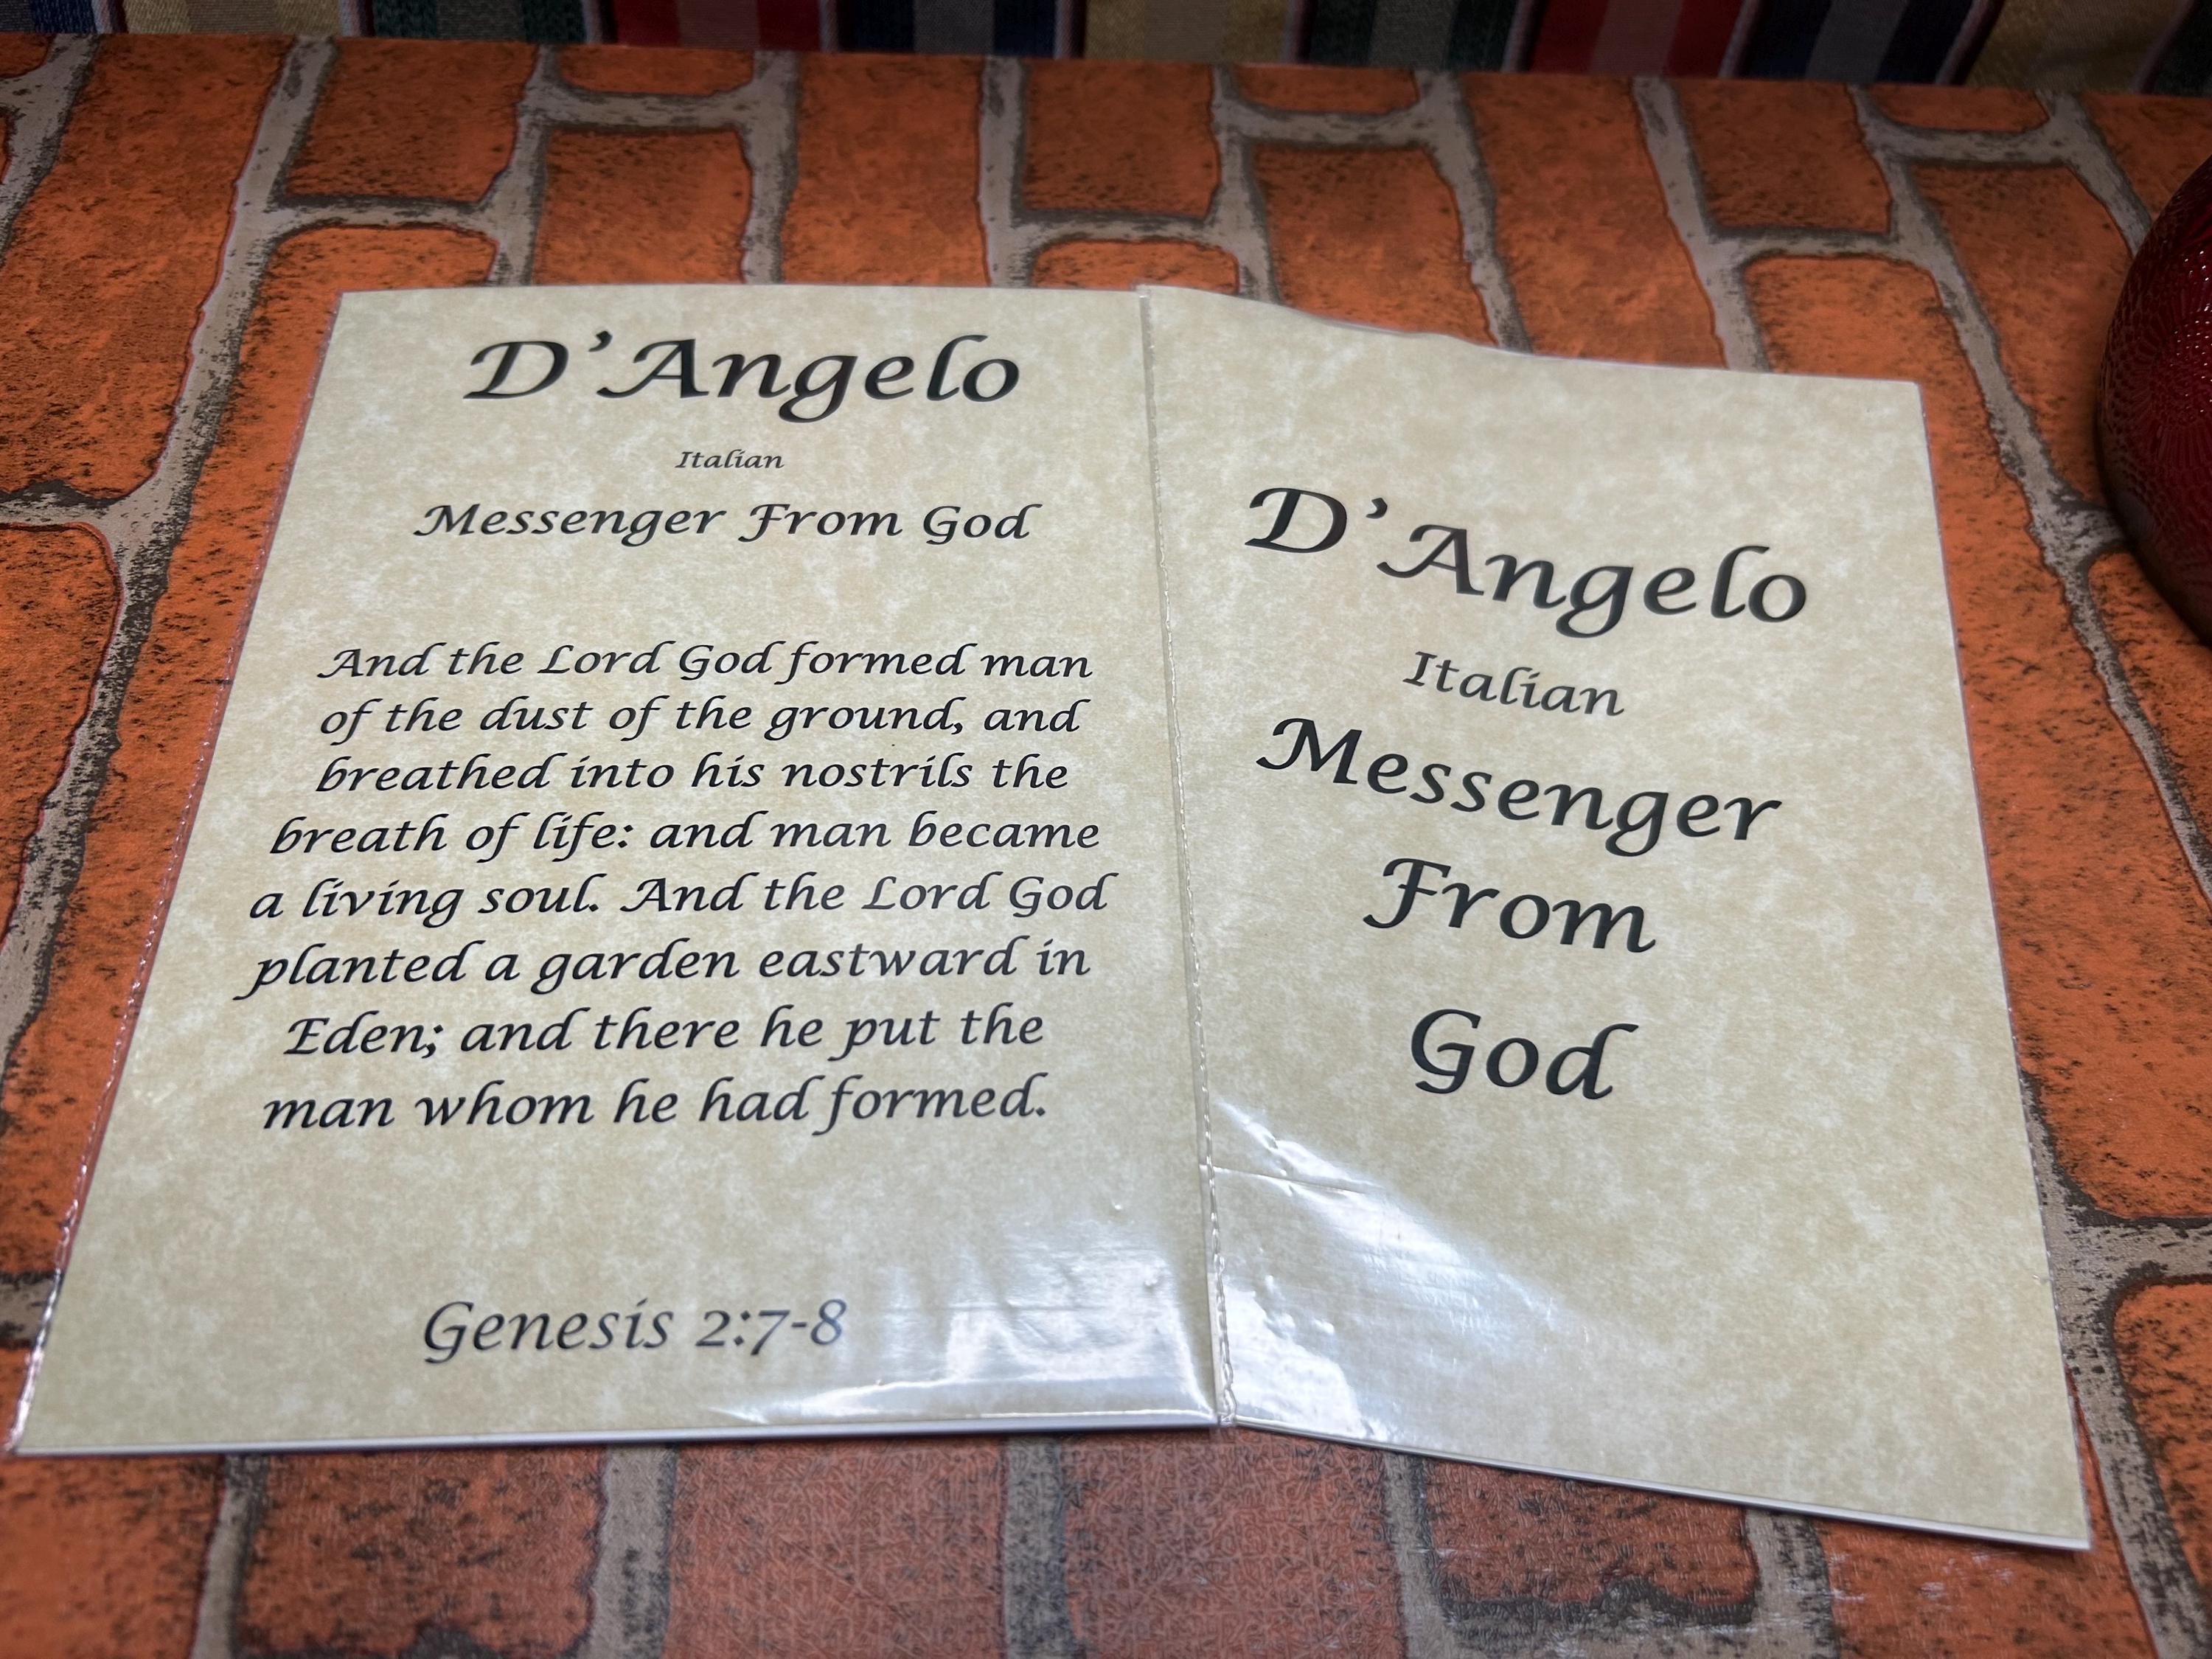 D'Angelo
Italian
Messenger From God
And the Lord God formed man
of the dust of the ground, and
breathed into his nostrils the
breath of life: and man became
a living soul. And the Lord God
planted a garden eastward in
Eden; and there he put the
man whom he had formed.
Genesis 2:7-8
D'Angelo
Italian
Messenger
From
God